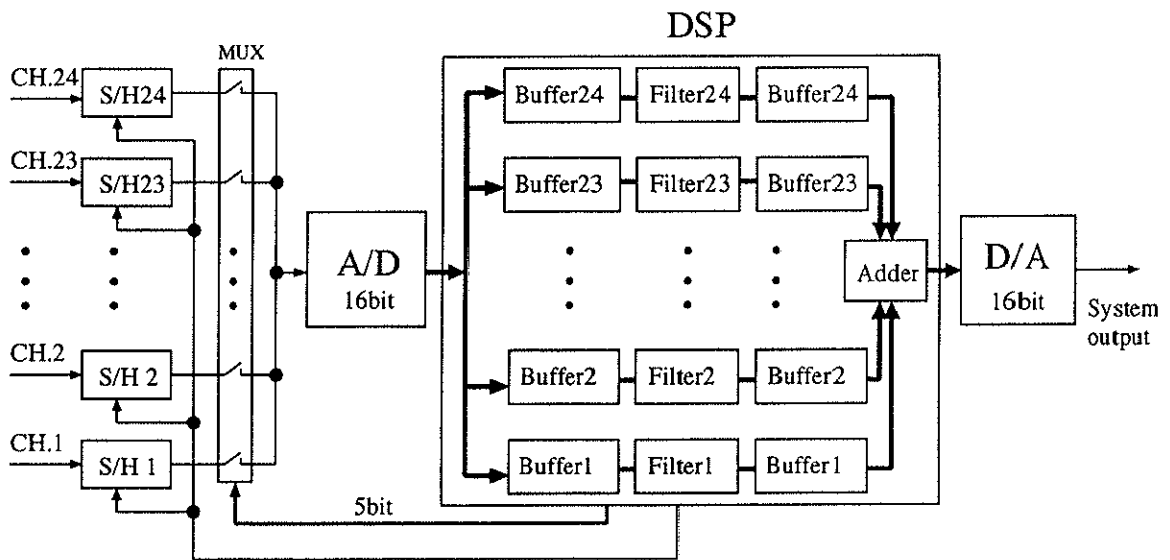 DSP
MUX
CH.24
S/H24
Buffer24 Filter24 Buffer24
CH.23
S/H23
Buffer23 Filter23 Buffer23
A/D
16bit
Adder
D/A
16bit
System
output
CH.2
S/H 2
Buffer2 Filter2 Buffer2
CH.1
S/H 1
Buffer1 Filter1 Buffer1
5bit